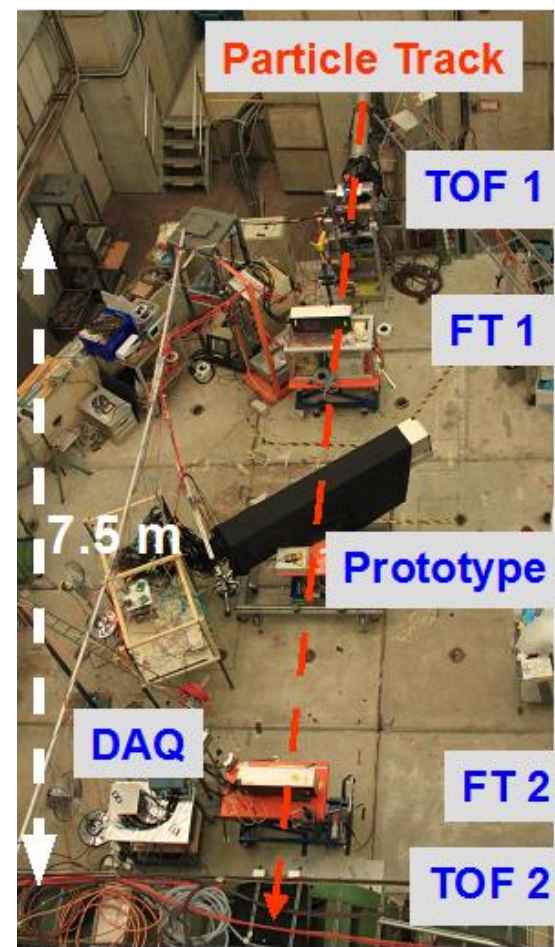 Particle Track
TOF 1
FT 1
7.5 m
Prototype
DAQ
FT 2
TOF 2